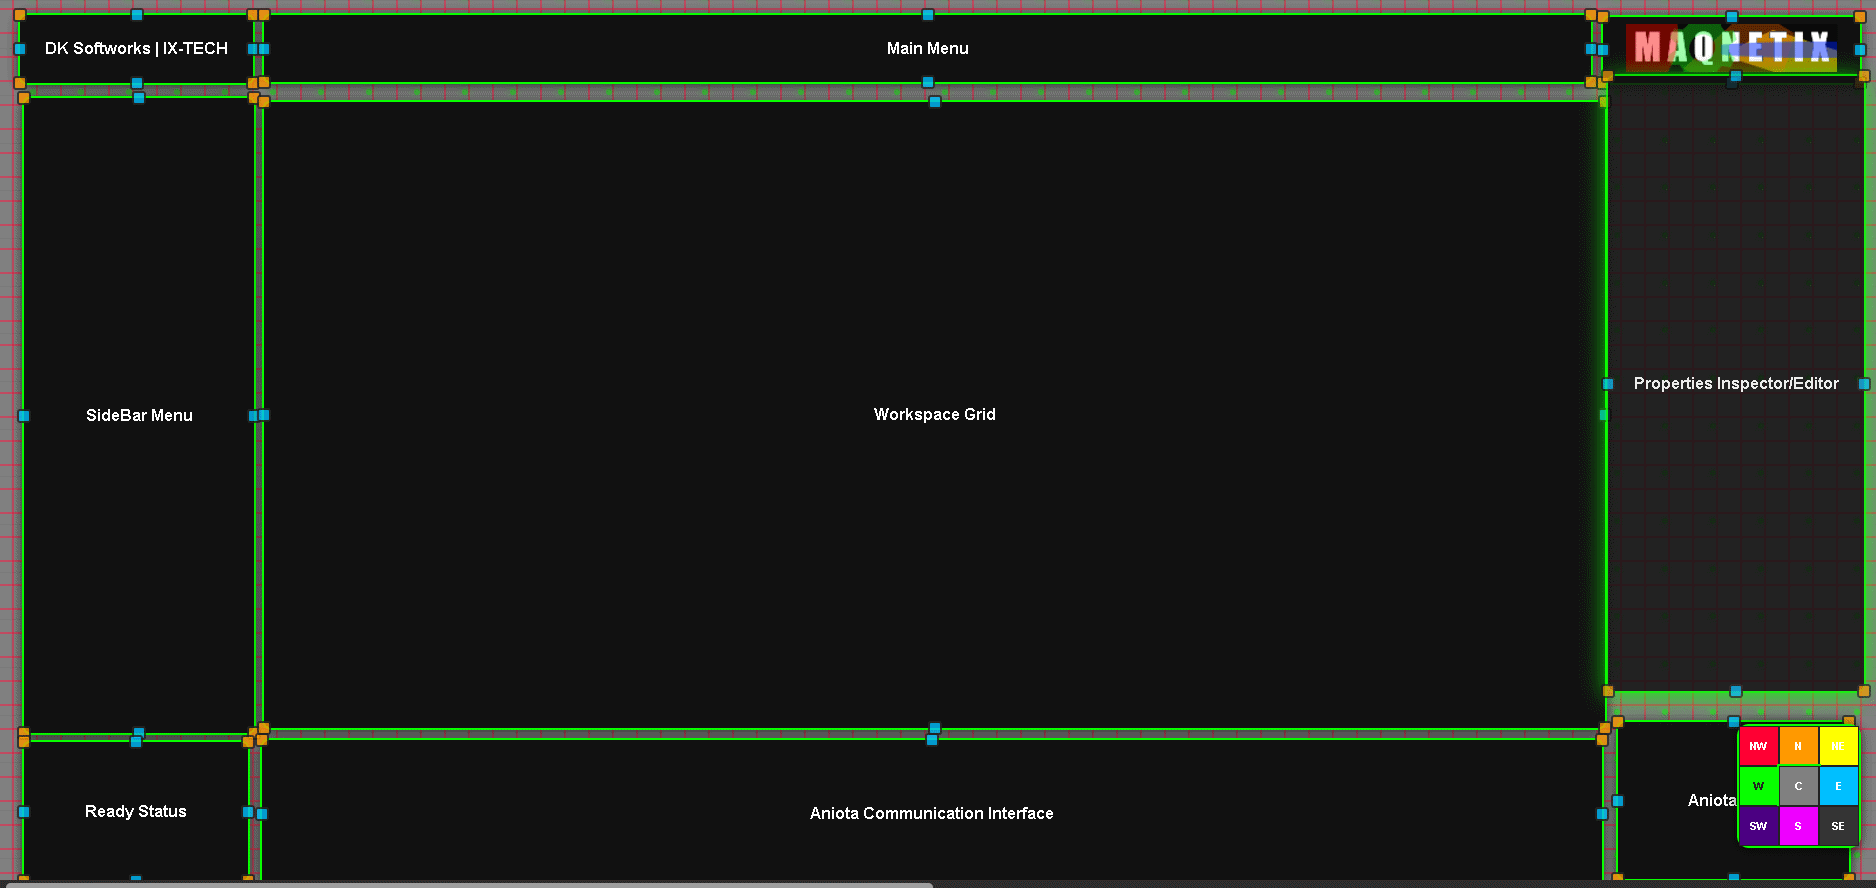 DK Softworks | IX-TECH
Main Menu
MAQNETIX
SideBar Menu
Workspace Grid
Properties Inspector/Editor
Ready Status
Aniota Communication Interface
Aniota
NW N NE
W C E
SW S SE